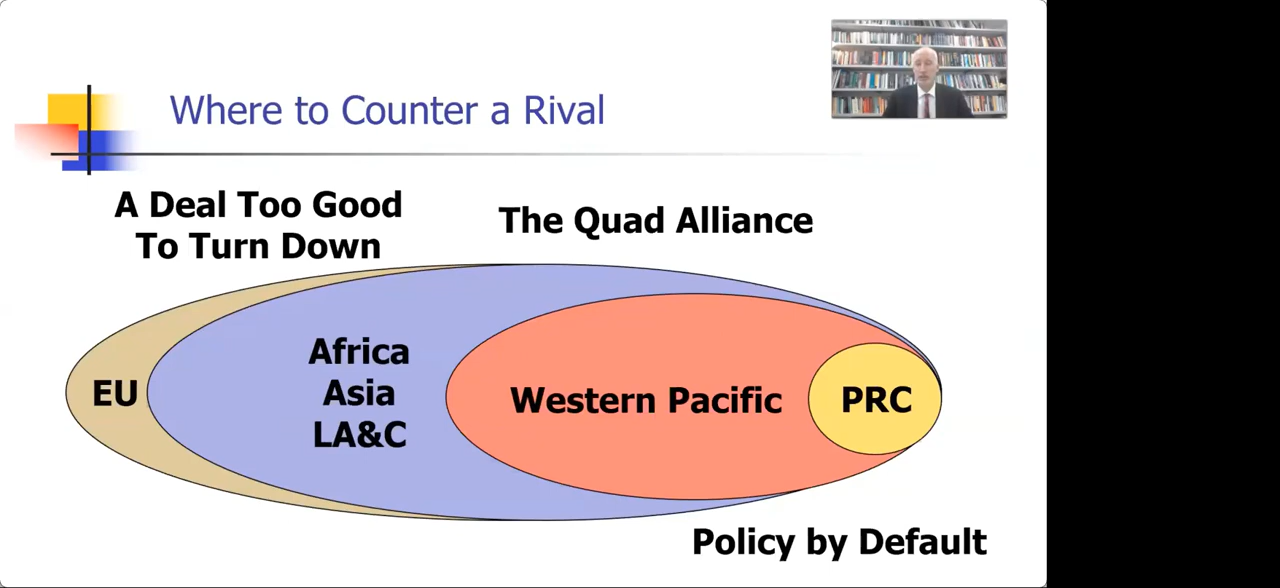 Where to Counter a Rival
A Deal Too Good
To Turn Down
The Quad Alliance
EU
Africa
Asia
LA&C
Western Pacific
PRC
Policy by Default